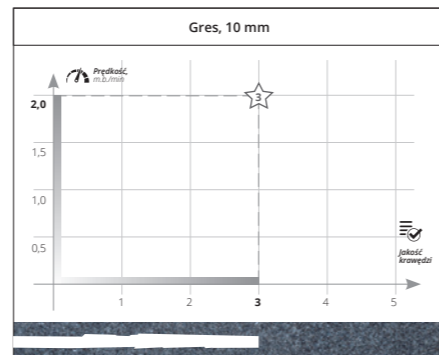 Gres, 10 mm
Prędkość,
m.b./min
2,0
3
1,5
1,0
0,5
Jakość
krawędzi
1 2 3 4 5